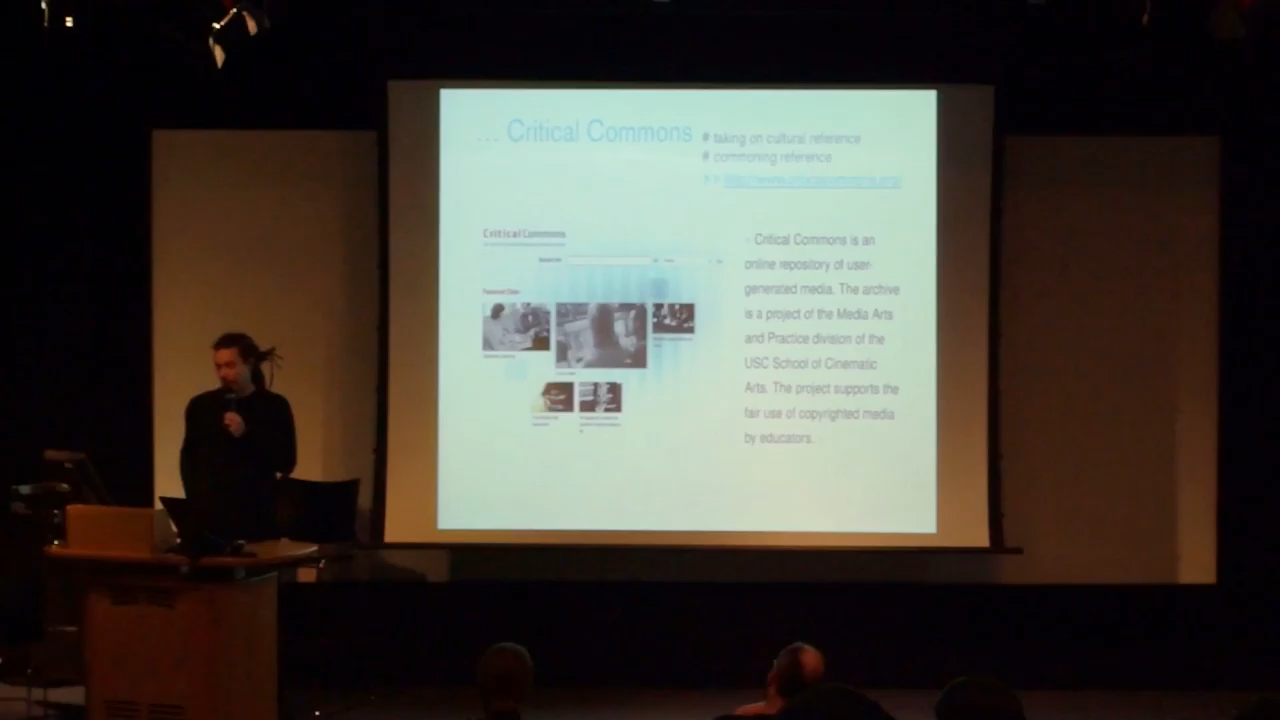 ... Critical Commons
# taking on cultural reference
# commoning reference
>> http://www.criticalcommons.org/
Critical Commons
Featured Clips
- Critical Commons is an
online repository of user-
generated media. The archive
is a project of the Media Arts
and Practice division of the
USC School of Cinematic
Arts. The project supports the
fair use of copyrighted media
by educators.